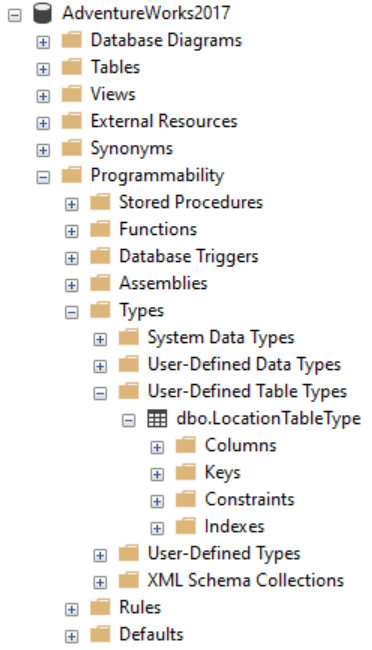 AdventureWorks2017
Database Diagrams
Tables
Views
External Resources
Synonyms
Programmability
Stored Procedures
Functions
Database Triggers
Assemblies
Types
System Data Types
User-Defined Data Types
User-Defined Table Types
dbo.LocationTableType
Columns
Keys
Constraints
Indexes
User-Defined Types
XML Schema Collections
Rules
Defaults